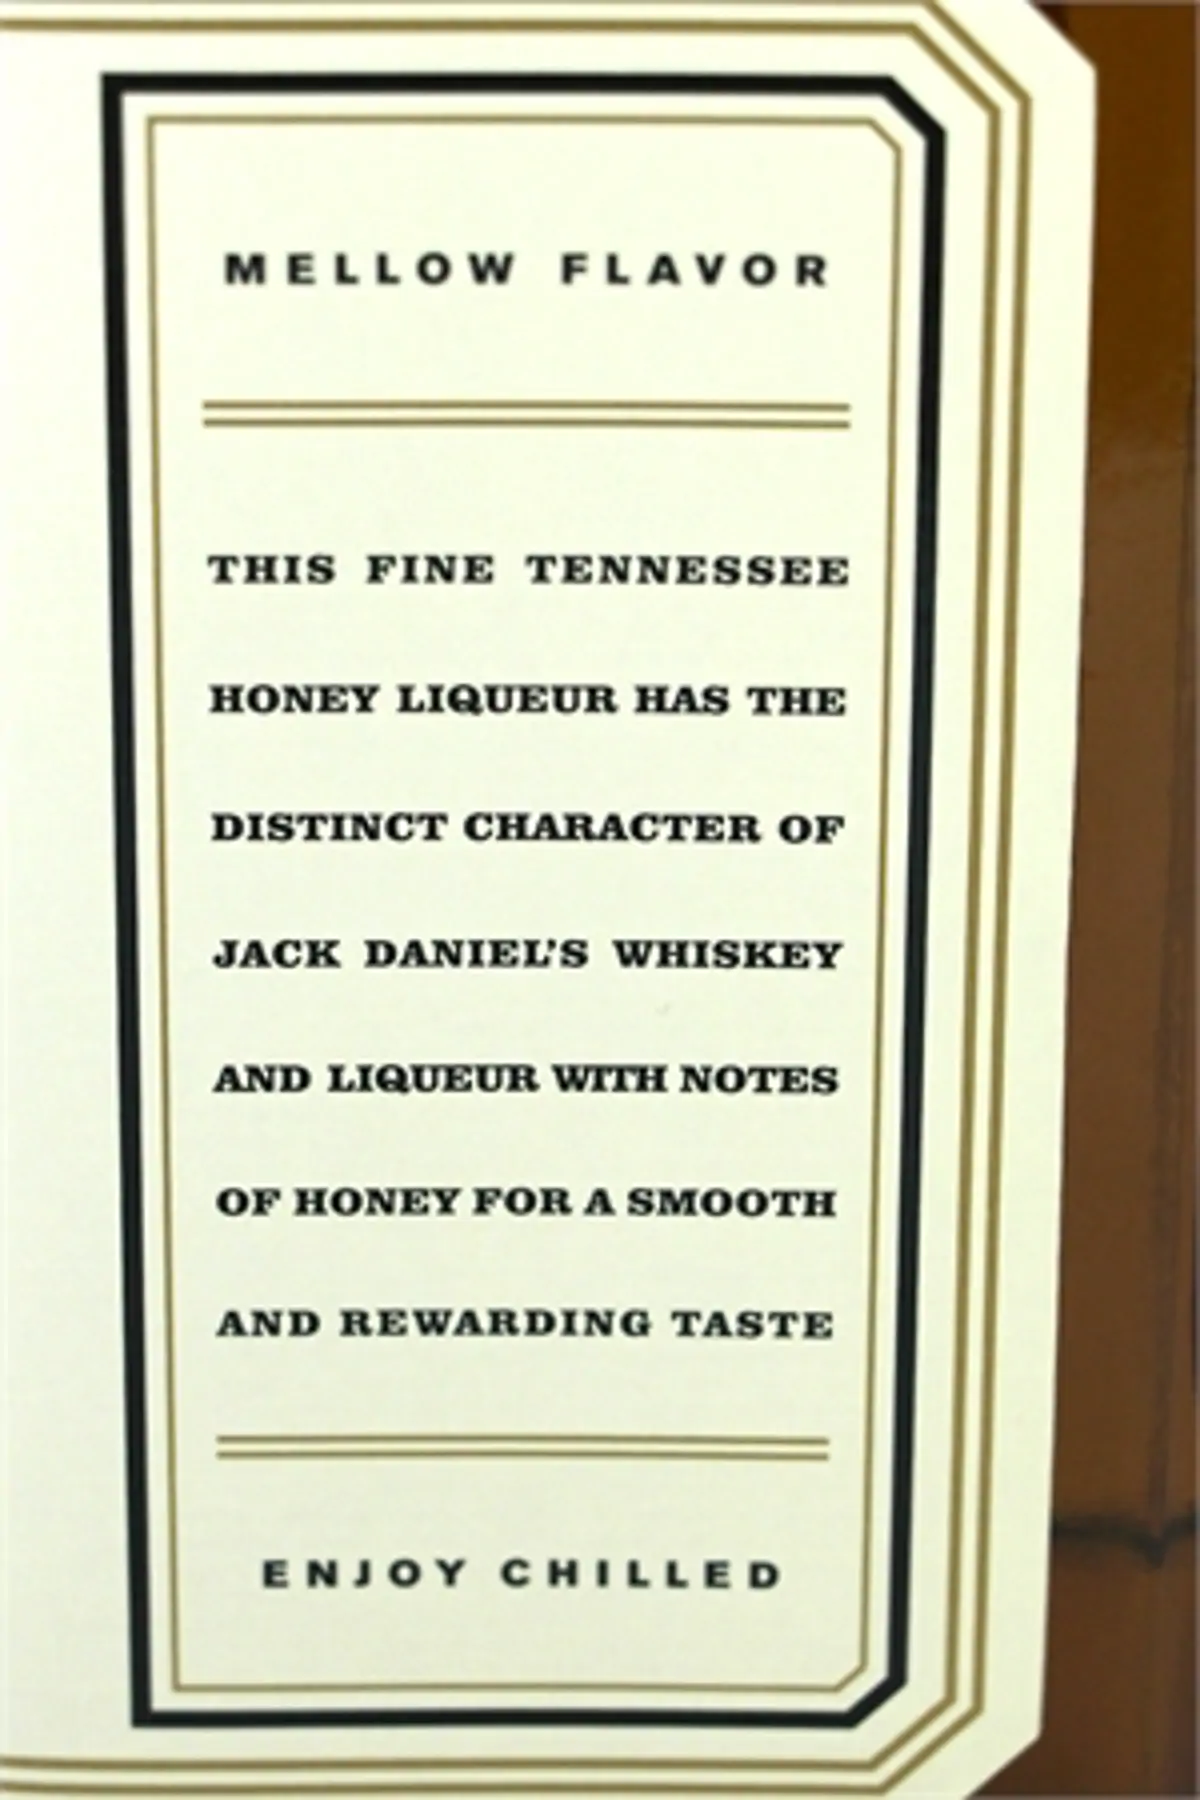 MELLOW FLAVOR
THIS FINE TENNESSEE
HONEY LIQUEUR HAS THE
DISTINCT CHARACTER OF
JACK DANIEL'S WHISKEY
AND LIQUEUR WITH NOTES
OF HONEY FOR A SMOOTH
AND REWARDING TASTE
ENJOY CHILLED